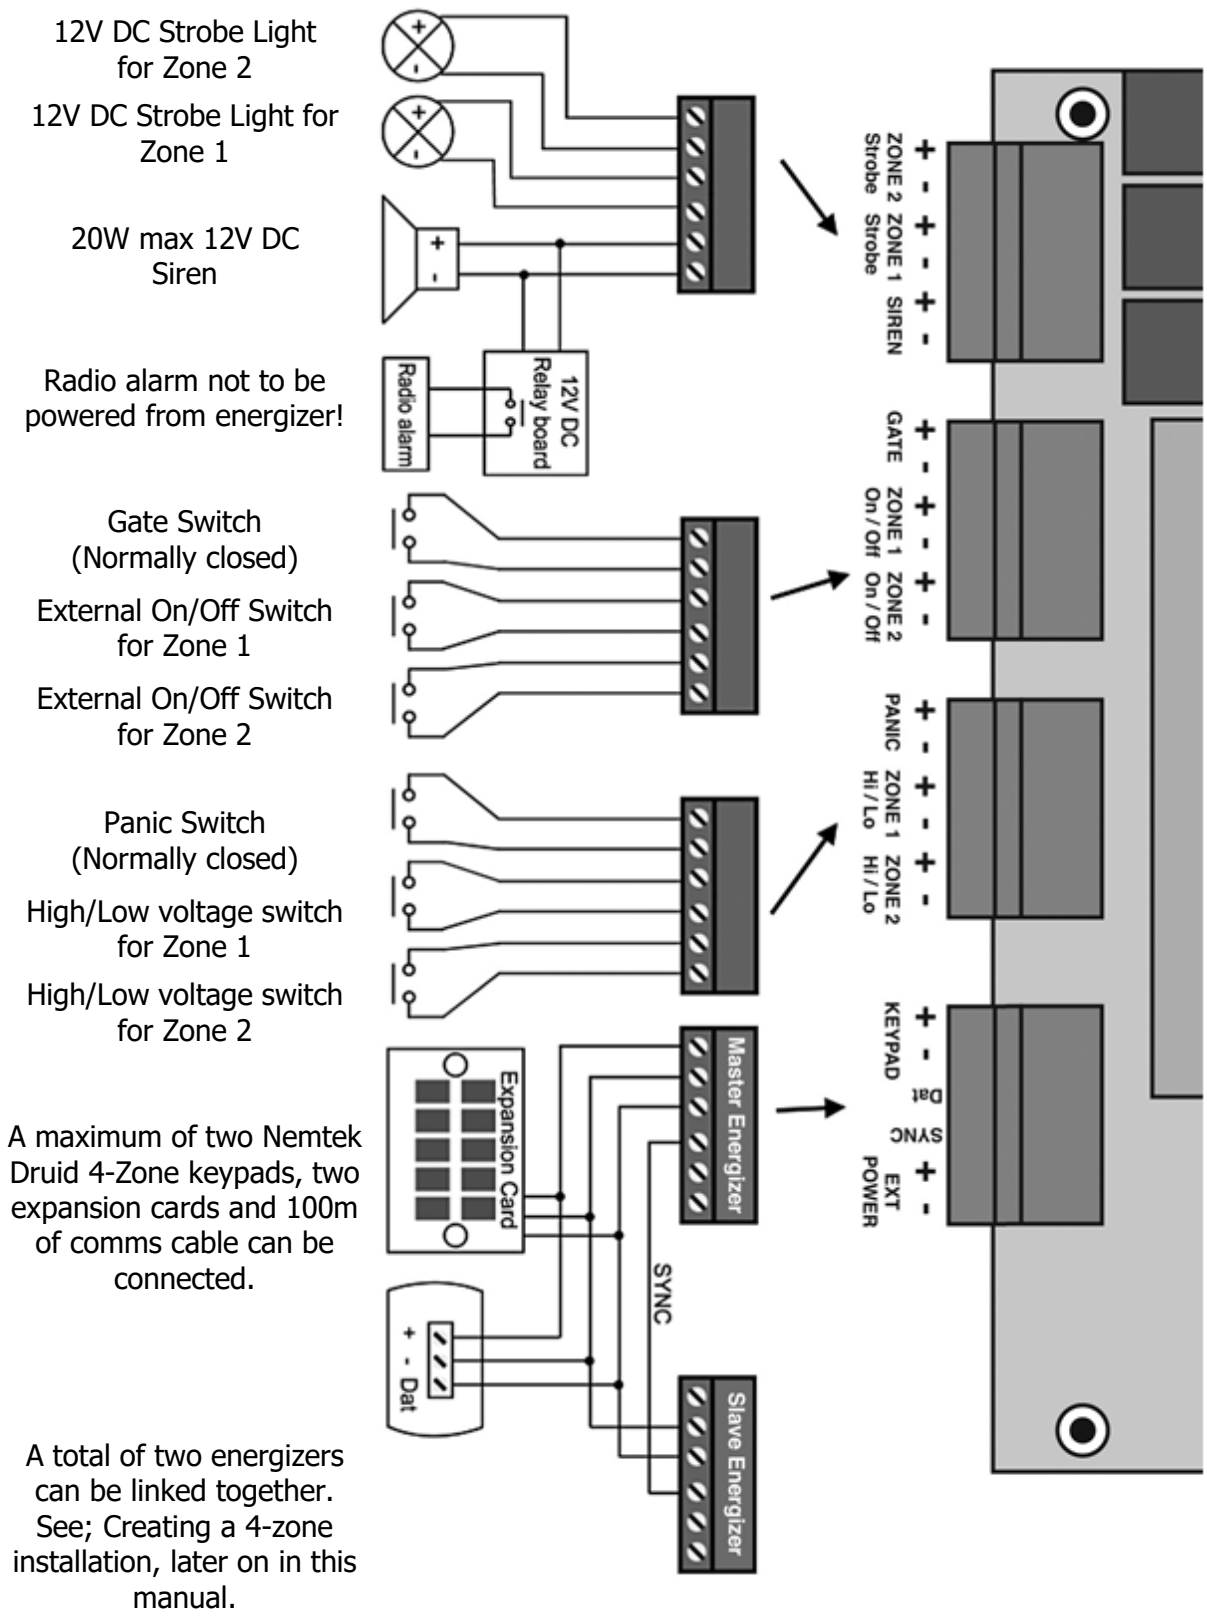 12V DC Strobe Light
for Zone 2
12V DC Strobe Light for
Zone 1
20W max 12V DC
Siren
Radio alarm not to be
powered from energizer!
Gate Switch
(Normally closed)
External On/Off Switch
for Zone 1
External On/Off Switch
for Zone 2
Panic Switch
(Normally closed)
High/Low voltage switch
for Zone 1
High/Low voltage switch
for Zone 2
A maximum of two Nemtek
Druid 4-Zone keypads, two
expansion cards and 100m
of comms cable can be
connected.
A total of two energizers
can be linked together.
See; Creating a 4-zone
installation, later on in this
manual.
+
-
+
-
+
-
Radio alarm
12V DC
Relay board
Expansion Card
+ - Dat
Master Energizer
SYNC
Slave Energizer
+ - + - + -
ZONE 2 ZONE 1 SIREN
Strobe Strobe
+ - + - + -
GATE ZONE 1 ZONE 2
On / Off On / Off
+ - + - + -
PANIC ZONE 1 ZONE 2
Hi / Lo Hi / Lo
+ - Dat SYNC + -
KEYPAD EXT
POWER